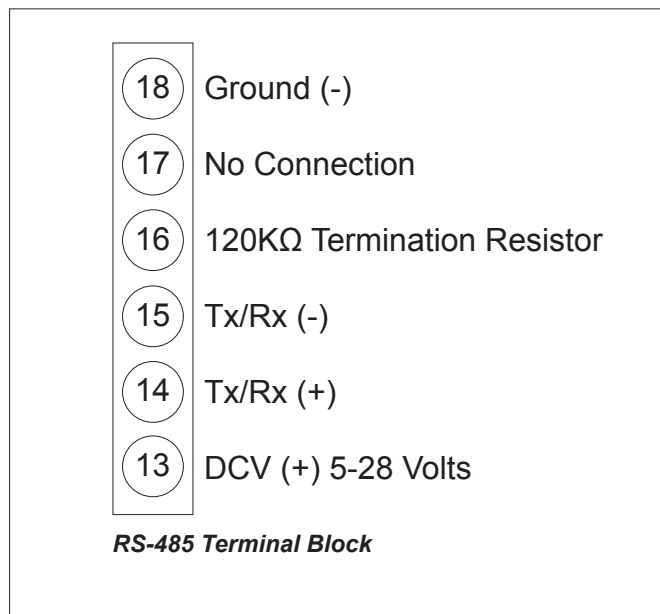 18 Ground (-)
17 No Connection
16 120KΩ Termination Resistor
15 Tx/Rx (-)
14 Tx/Rx (+)
13 DCV (+) 5-28 Volts
RS-485 Terminal Block